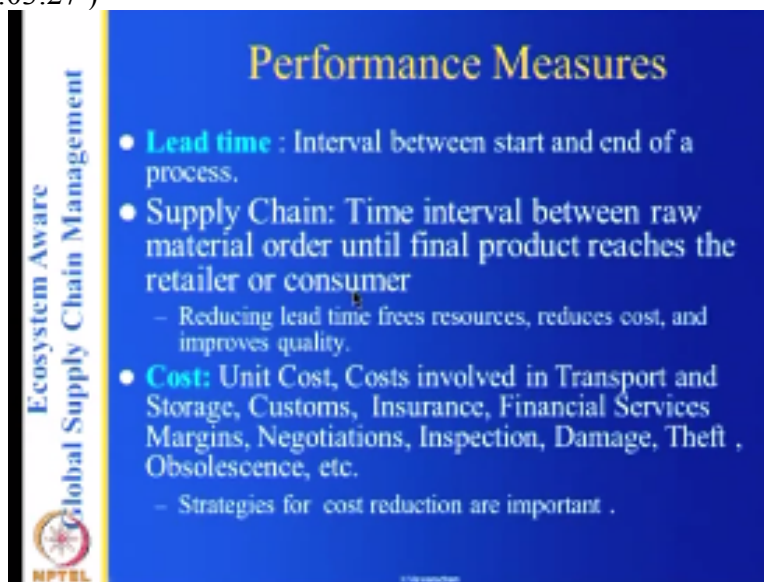 Performance Measures
Ecosystem Aware
Global Supply Chain Management
Lead time : Interval between start and end of a
process.
Supply Chain: Time interval between raw
material order until final product reaches the
retailer or consumer
– Reducing lead time frees resources, reduces cost, and
improves quality.
Cost: Unit Cost, Costs involved in Transport and
Storage, Customs, Insurance, Financial Services
Margins, Negotiations, Inspection, Damage, Theft ,
Obsolescence, etc.
– Strategies for cost reduction are important .
NPTEL